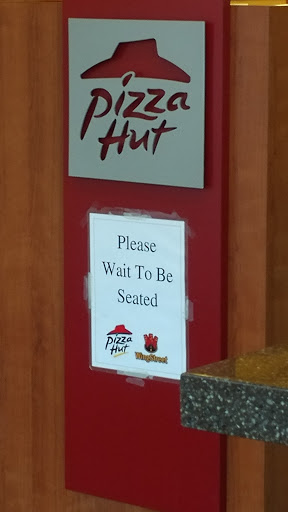 Pizza
Hut
Please
Wait To Be
Seated
Pizza
Hut
WingStreet